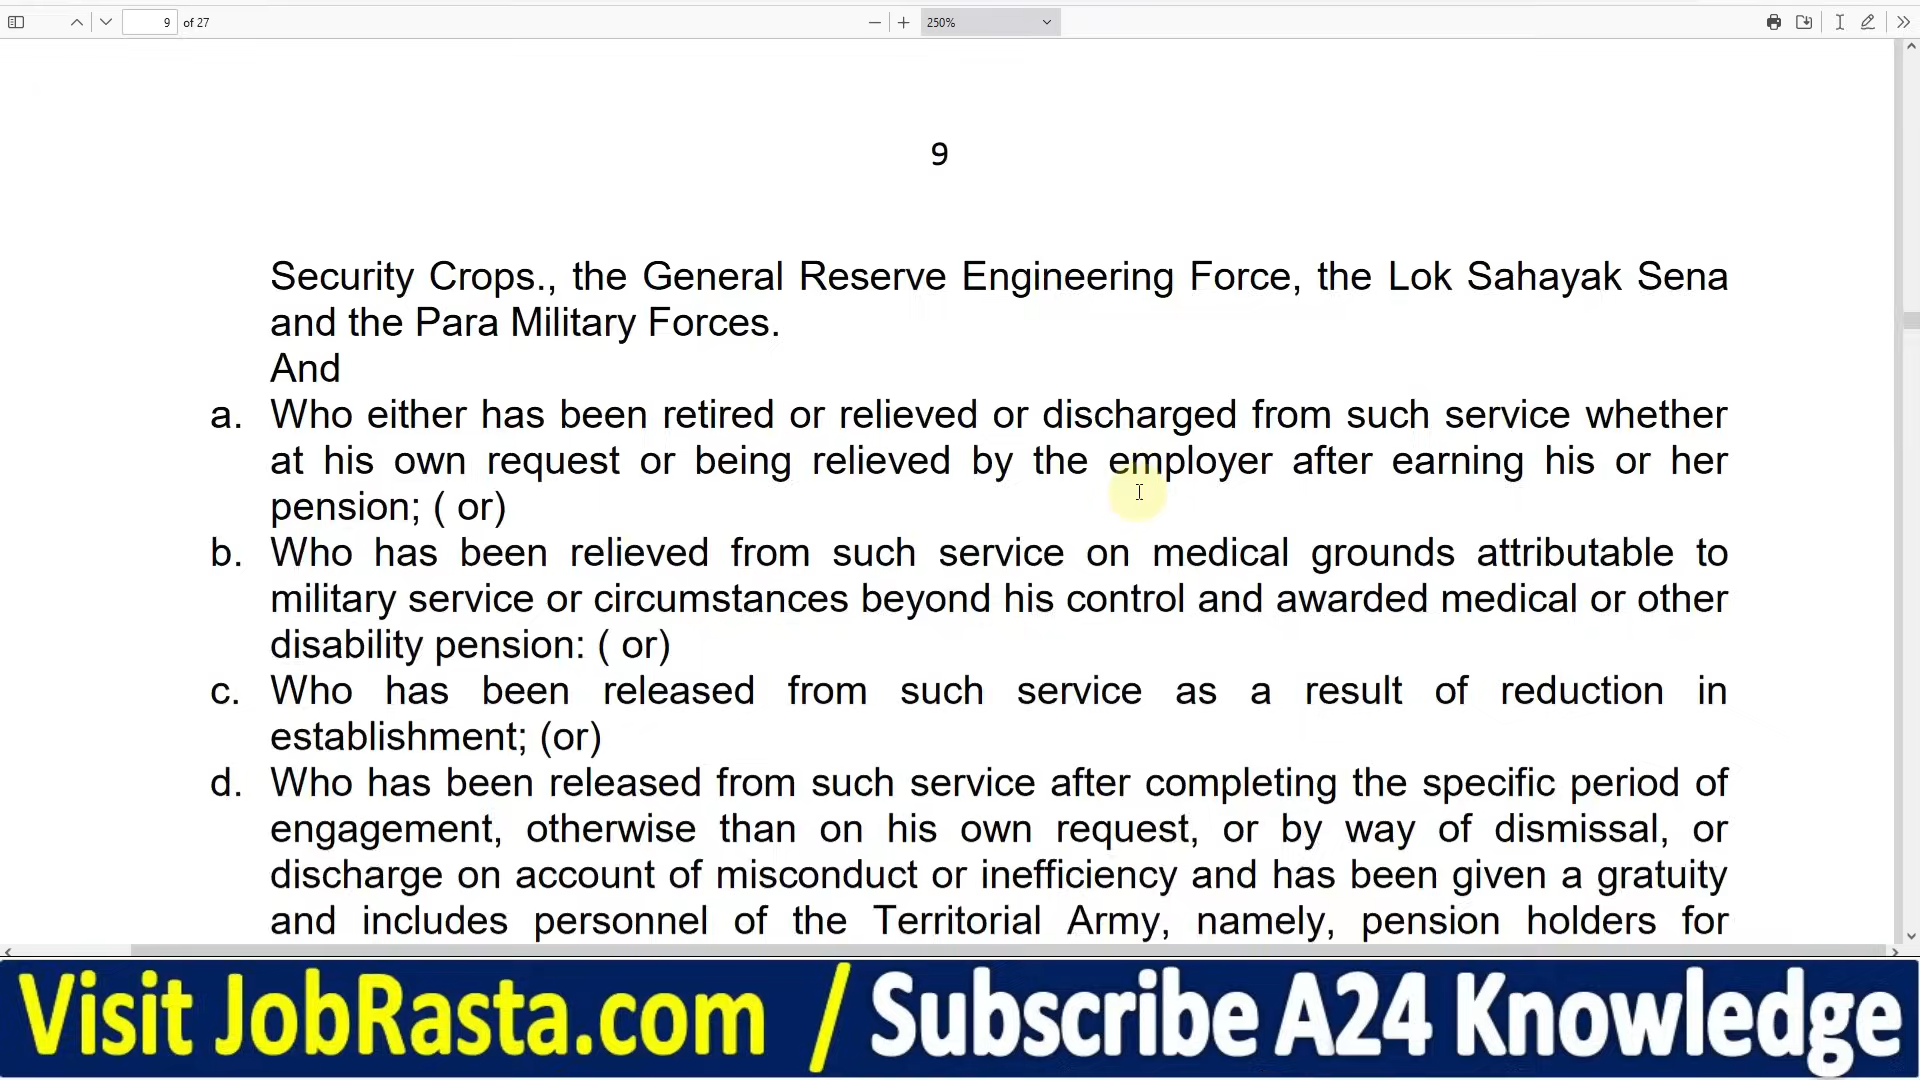 9 of 27
250%
9
Security Crops., the General Reserve Engineering Force, the Lok Sahayak Sena
and the Para Military Forces.
And
a. Who either has been retired or relieved or discharged from such service whether
at his own request or being relieved by the employer after earning his or her
pension; ( or)
b. Who has been relieved from such service on medical grounds attributable to
military service or circumstances beyond his control and awarded medical or other
disability pension: ( or)
c. Who has been released from such service as a result of reduction in
establishment; (or)
d. Who has been released from such service after completing the specific period of
engagement, otherwise than on his own request, or by way of dismissal, or
discharge on account of misconduct or inefficiency and has been given a gratuity
and includes personnel of the Territorial Army, namely, pension holders for
Visit JobRasta.com / Subscribe A24 Knowledge